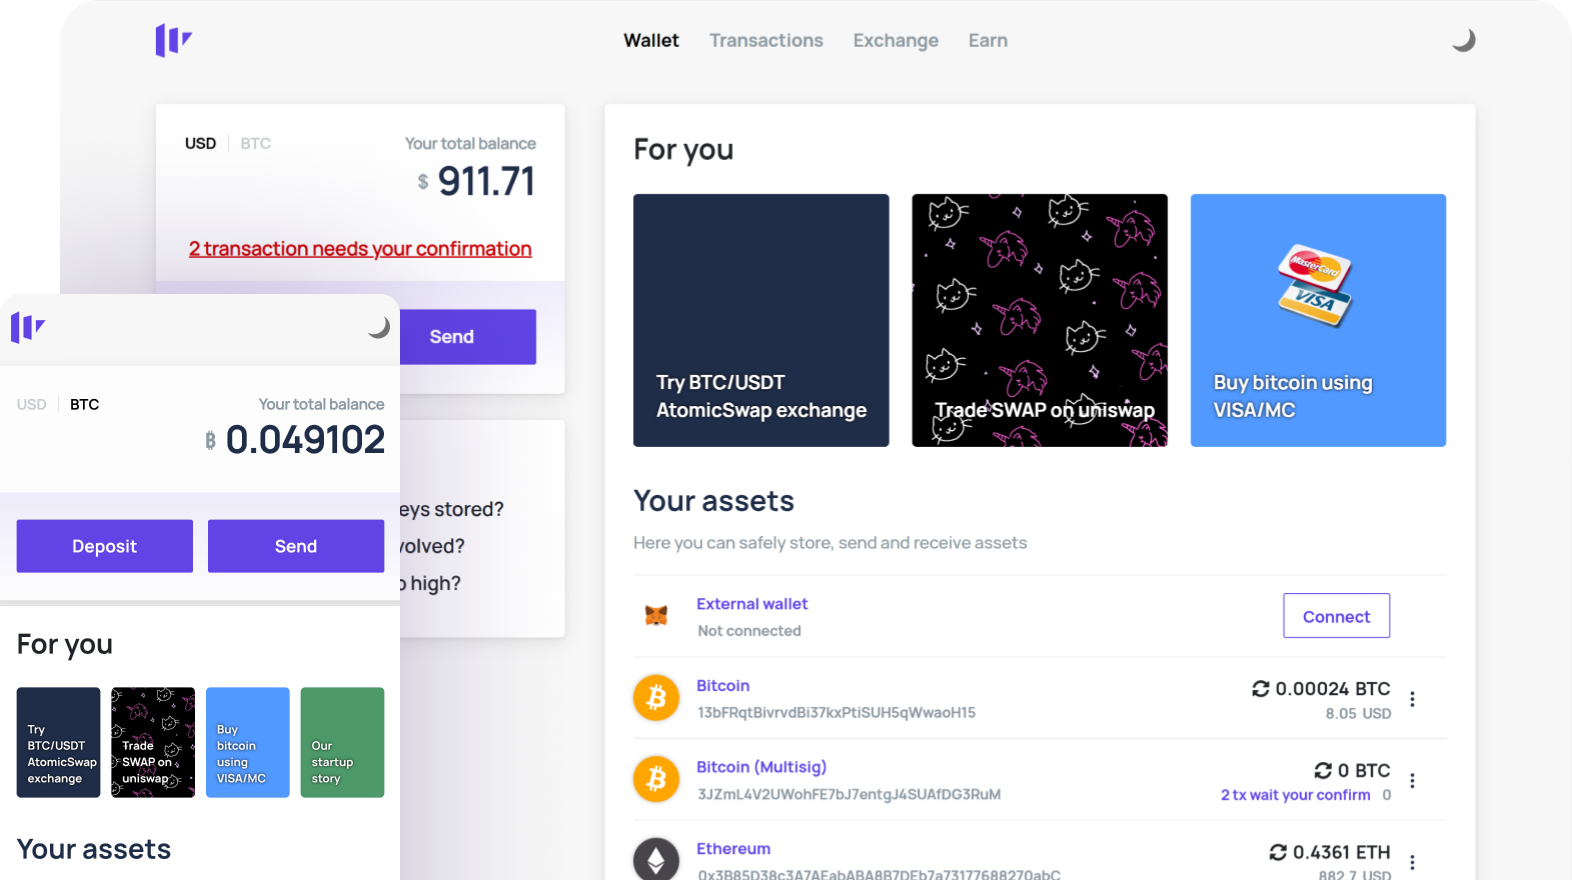 Wallet
Transactions
Exchange
Earn
USD
BTC
Your total balance
$ 911.71
2 transaction needs your confirmation
Send
eys stored?
volved?
o high?
For you
Try BTC/USDT
AtomicSwap exchange
Trade SWAP on uniswap
MasterCard
VISA
Buy bitcoin using
VISA/MC
Your assets
Here you can safely store, send and receive assets
External wallet
Not connected
Connect
Bitcoin
13bFRqtBivrvdBi37kxPtiSUH5qWwaoH15
0.00024 BTC
8.05 USD
Bitcoin (Multisig)
3JZmL4V2UWohFE7bJ7entgJ4SUAfDG3RuM
0 BTC
2 tx wait your confirm 0
Ethereum
0x3B85D38c3A7AEabABA8B7DEb7a73177688270abC
0.4361 ETH
882.7 USD
USD
BTC
Your total balance
฿ 0.049102
Deposit
Send
For you
Try
BTC/USDT
AtomicSwap
exchange
Trade
SWAP on
uniswap
Buy
bitcoin
using
VISA/MC
Our
startup
story
Your assets